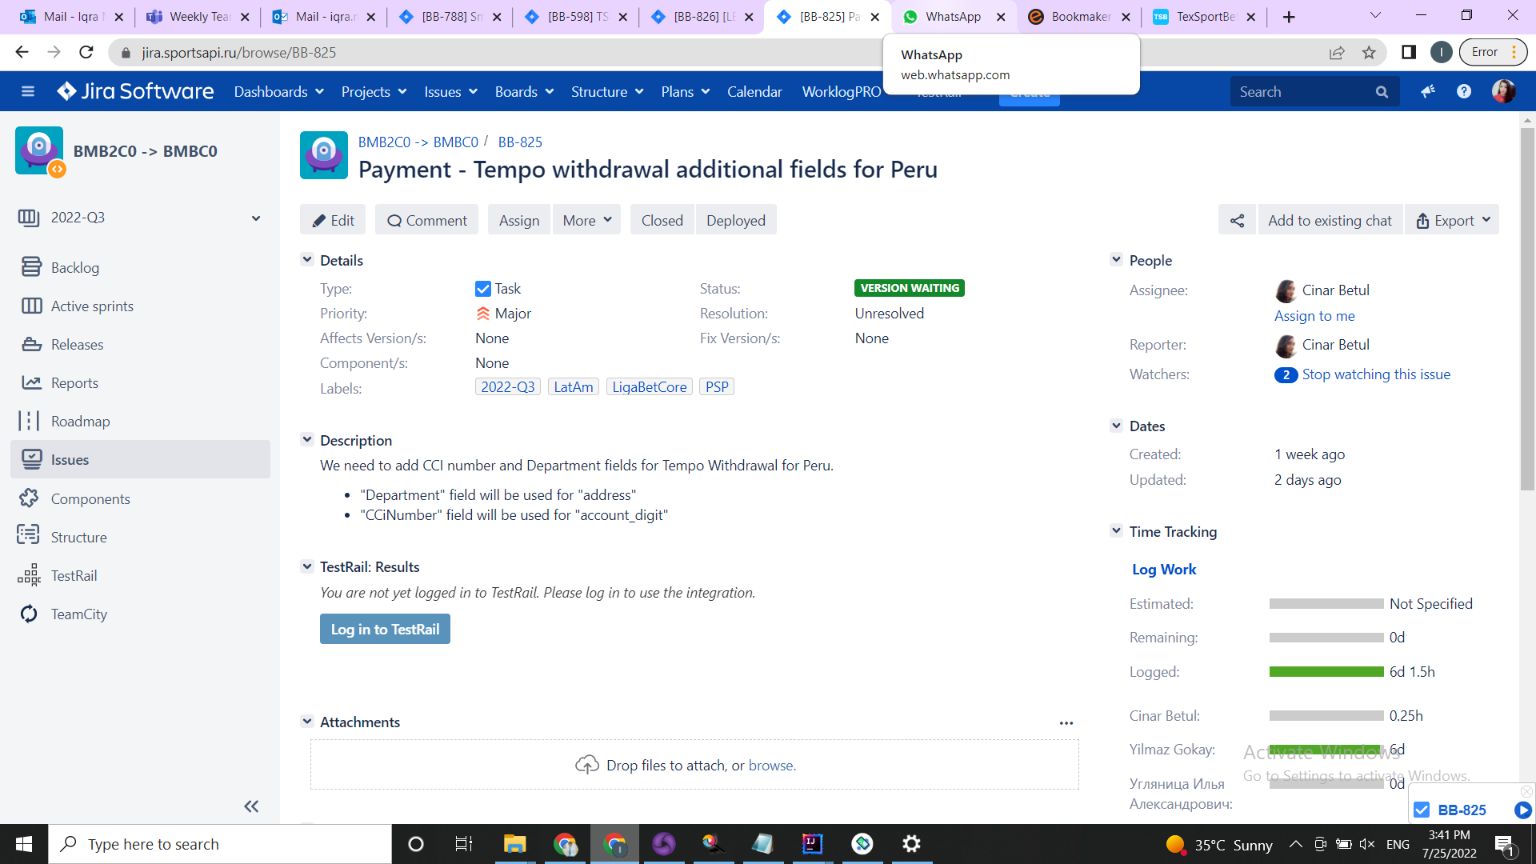 Mail - Iqra
Weekly Tea
Mail - iqra.r
[BB-788] Sn
[BB-598] TS
[BB-826] [LE
[BB-825] Pa
WhatsApp
Bookmaker
TSB TexSportBe
jira.sportsapi.ru/browse/BB-825
I
Error
WhatsApp
web.whatsapp.com
Jira Software
Dashboards
Projects
Issues
Boards
Structure
Plans
Calendar
WorklogPRO
Search
BMB2C0 -> BMBC0
BMB2C0 -> BMBC0 / BB-825
Payment - Tempo withdrawal additional fields for Peru
2022-Q3
Backlog
Active sprints
Releases
Reports
Roadmap
Issues
Components
Structure
TestRail
TeamCity
Edit
Comment
Assign
More
Closed
Deployed
Add to existing chat
Export
Details
Type: Task
Status: VERSION WAITING
Priority: Major
Resolution: Unresolved
Affects Version/s: None
Fix Version/s: None
Component/s: None
Labels: 2022-Q3 LatAm LigaBetCore PSP
Description
We need to add CCI number and Department fields for Tempo Withdrawal for Peru.
• "Department" field will be used for "address"
• "CCiNumber" field will be used for "account_digit"
TestRail: Results
You are not yet logged in to TestRail. Please log in to use the integration.
Log in to TestRail
Attachments
Drop files to attach, or browse.
People
Assignee: Cinar Betul
Assign to me
Reporter: Cinar Betul
Watchers: 2 Stop watching this issue
Dates
Created: 1 week ago
Updated: 2 days ago
Time Tracking
Log Work
Estimated: Not Specified
Remaining: 0d
Logged: 6d 1.5h
Cinar Betul: 0.25h
Yilmaz Gokay: 6d
Угляница Илья Александрович: 0d
Activate Windows
Go to Settings to activate Windows.
BB-825
Type here to search
35°C Sunny
ENG
3:41 PM
7/25/2022
1